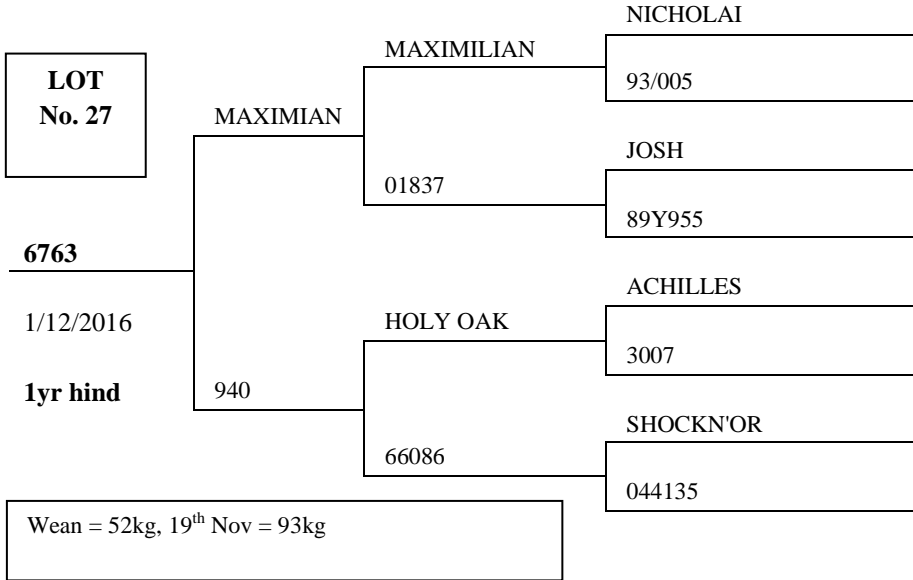 LOT
No. 27
6763
1/12/2016
1yr hind
MAXIMIAN
940
MAXIMILIAN
01837
HOLY OAK
66086
NICHOLAI
93/005
JOSH
89Y955
ACHILLES
3007
SHOCKN'OR
044135
Wean = 52kg, 19th Nov = 93kg